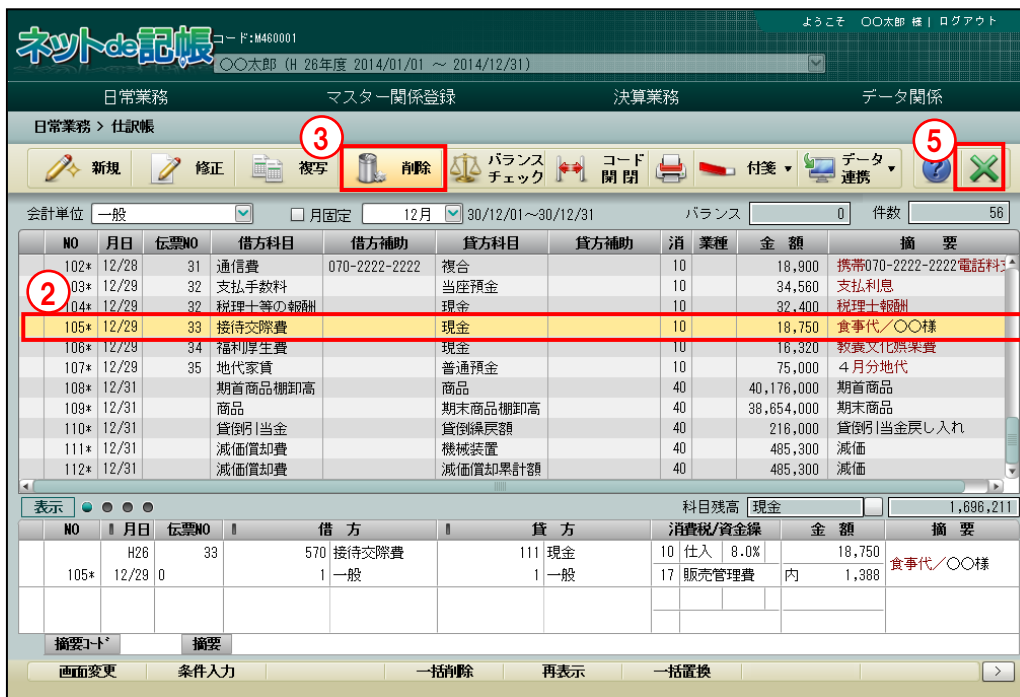 ようこそ 〇〇太郎 様 | ログアウト
ネットde記帳
コード:M460001
〇〇太郎 (H 26年度 2014/01/01 ～ 2014/12/31)
日常業務 マスター関係登録 決算業務 データ関係
日常業務 > 仕訳帳
③ ⑤
新規 修正 複写 削除 バランスチェック コード開閉 付箋 データ連携 ?
会計単位 一般 月固定 12月 30/12/01～30/12/31 バランス 0 件数 56
NO 月日 伝票NO 借方科目 借方補助 貸方科目 貸方補助 消 業種 金 額 摘 要
102* 12/28 31 通信費 070-2222-2222 複合 10 18,900 携帯070-2222-2222電話料
②
03* 12/29 32 支払手数料 当座預金 10 34,560 支払利息
04* 12/29 32 税理士等の報酬 現金 10 32,400 税理士報酬
105* 12/29 33 接待交際費 現金 10 18,750 食事代／〇〇様
106* 12/29 34 福利厚生費 現金 10 16,320 教養文化娯楽費
107* 12/29 35 地代家賃 普通預金 10 75,000 ４月分地代
108* 12/31 期首商品棚卸高 商品 40 40,176,000 期首商品
109* 12/31 商品 期末商品棚卸高 40 38,654,000 期末商品
110* 12/31 貸倒引当金 貸倒繰戻額 40 216,000 貸倒引当金戻し入れ
111* 12/31 減価償却費 機械装置 40 485,300 減価
112* 12/31 減価償却費 減価償却累計額 40 485,300 減価
表示 科目残高 現金 1,696,211
NO 月日 伝票NO 借 方 貸 方 消費税/資金繰 金 額 摘 要
H26 33 570 接待交際費 111 現金 10 仕入 8.0% 18,750 食事代／〇〇様
105* 12/29 0 1 一般 1 一般 17 販売管理費 内 1,388
摘要コード 摘要
画面変更 条件入力 一括削除 再表示 一括置換 >